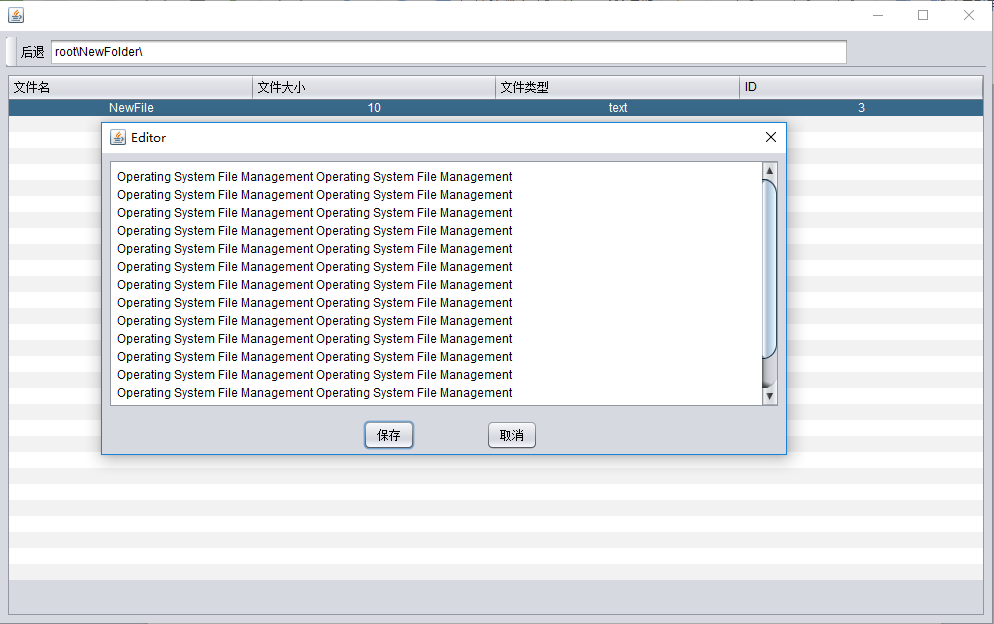 后退 root\NewFolder\
文件名 文件大小 文件类型 ID
NewFile 10 text 3
Editor
Operating System File Management Operating System File Management
Operating System File Management Operating System File Management
Operating System File Management Operating System File Management
Operating System File Management Operating System File Management
Operating System File Management Operating System File Management
Operating System File Management Operating System File Management
Operating System File Management Operating System File Management
Operating System File Management Operating System File Management
Operating System File Management Operating System File Management
Operating System File Management Operating System File Management
Operating System File Management Operating System File Management
Operating System File Management Operating System File Management
Operating System File Management Operating System File Management
保存 取消